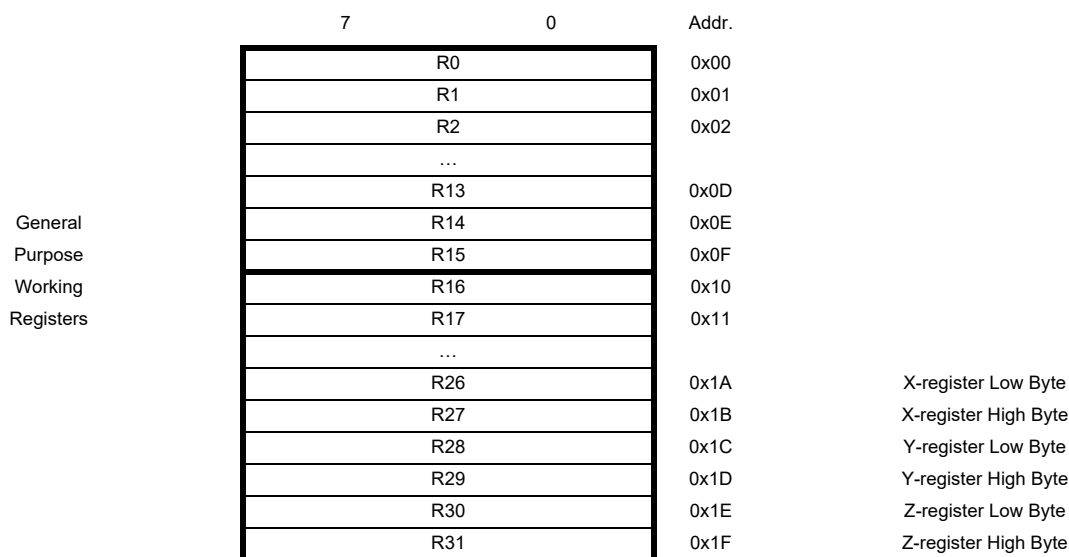 7 0 Addr.
R0 0x00
R1 0x01
R2 0x02
…
R13 0x0D
General R14 0x0E
Purpose R15 0x0F
Working R16 0x10
Registers R17 0x11
…
R26 0x1A X-register Low Byte
R27 0x1B X-register High Byte
R28 0x1C Y-register Low Byte
R29 0x1D Y-register High Byte
R30 0x1E Z-register Low Byte
R31 0x1F Z-register High Byte